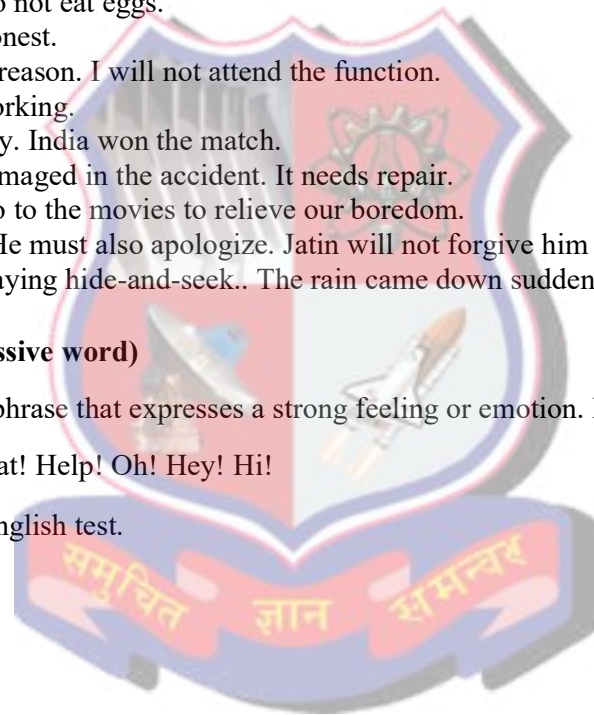 o not eat eggs.
onest.
reason. I will not attend the function.
orking.
y. India won the match.
maged in the accident. It needs repair.
o to the movies to relieve our boredom.
He must also apologize. Jatin will not forgive him
aying hide-and-seek.. The rain came down sudden
ssive word)
phrase that expresses a strong feeling or emotion. I
at! Help! Oh! Hey! Hi!
nglish test.
समुचित ज्ञान समन्वय